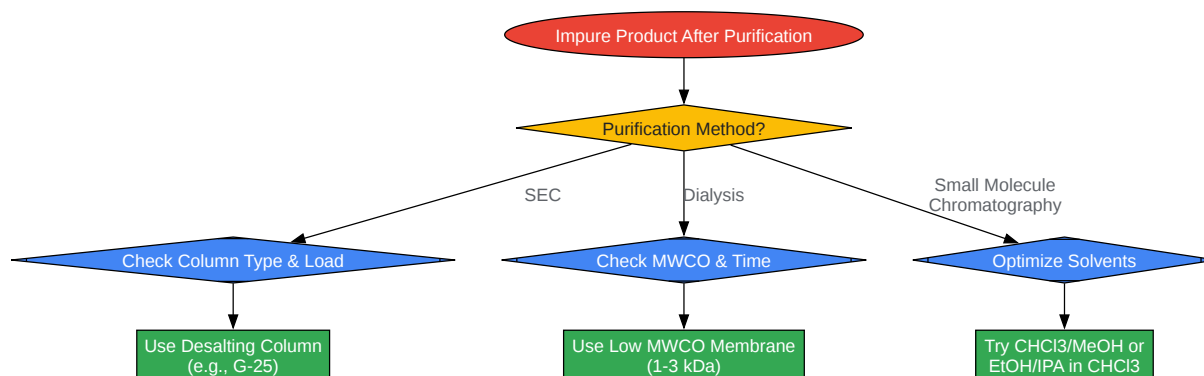 Impure Product After Purification
Purification Method?
SEC
Dialysis
Small Molecule
Chromatography
Check Column Type & Load
Check MWCO & Time
Optimize Solvents
Use Desalting Column
(e.g., G-25)
Use Low MWCO Membrane
(1-3 kDa)
Try CHCl3/MeOH or
EtOH/IPA in CHCl3